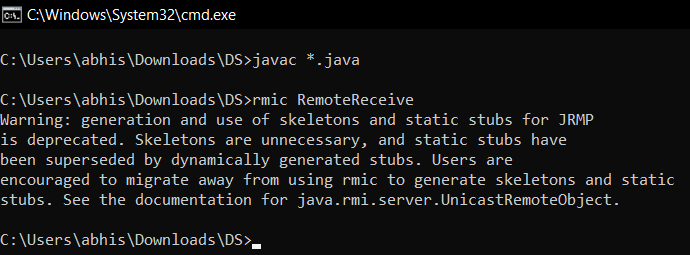 C:\Windows\System32\cmd.exe
C:\Users\abhis\Downloads\DS>javac *.java
C:\Users\abhis\Downloads\DS>rmic RemoteReceive
Warning: generation and use of skeletons and static stubs for JRMP
is deprecated. Skeletons are unnecessary, and static stubs have
been superseded by dynamically generated stubs. Users are
encouraged to migrate away from using rmic to generate skeletons and static
stubs. See the documentation for java.rmi.server.UnicastRemoteObject.
C:\Users\abhis\Downloads\DS>